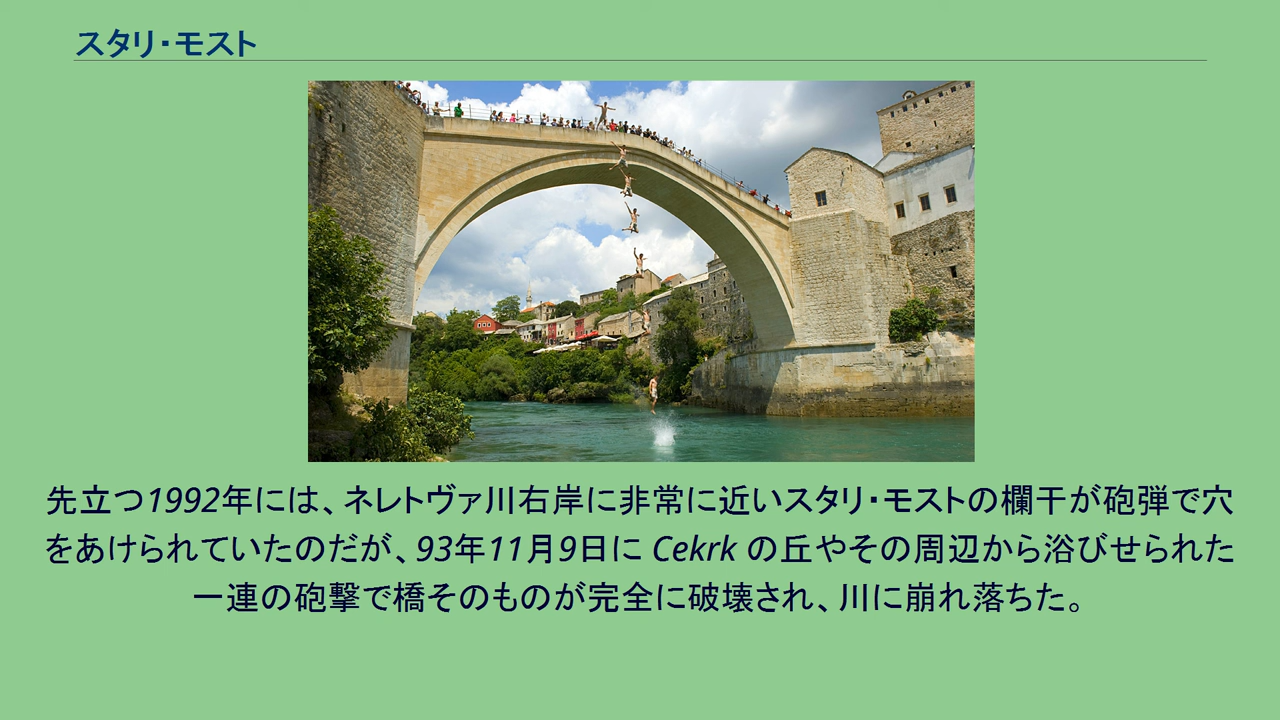 スタリ・モスト
先立つ1992年には、ネレトヴァ川右岸に非常に近いスタリ・モストの欄干が砲弾で穴
をあけられていたのだが、93年11月9日に Cekrk の丘やその周辺から浴びせられた
一連の砲撃で橋そのものが完全に破壊され、川に崩れ落ちた。